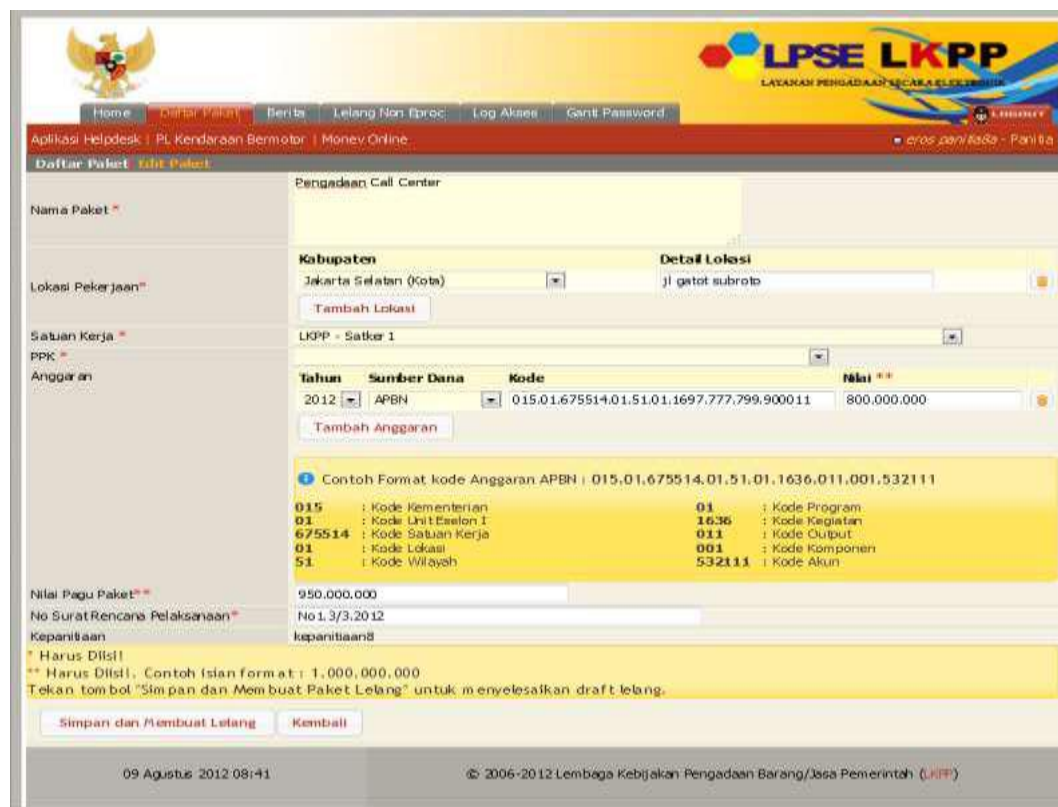 LPSE LKPP
LAYANAN PENGADAAN SECARA ELEKTRONIK
Home Daftar Paket Berita Lelang Non Eproc Log Akses Ganti Password LOGOUT
Aplikasi Helpdesk | PL Kendaraan Bermotor | Monev Online eros panitia8a - Panitia
Daftar Paket Edit Paket
Nama Paket * Pengadaan Call Center
Kabupaten Detail Lokasi
Lokasi Pekerjaan* Jakarta Selatan (Kota) jl gatot subroto
Tambah Lokasi
Satuan Kerja * LKPP - Satker 1
PPK *
Anggaran Tahun Sumber Dana Kode Nilai **
2012 APBN 015.01.675514.01.51.01.1697.777.799.900011 800.000.000
Tambah Anggaran
Contoh Format kode Anggaran APBN : 015.01.675514.01.51.01.1636.011.001.532111
015 : Kode Kementerian 01 : Kode Program
01 : Kode Unit Eselon I 1636 : Kode Kegiatan
675514 : Kode Satuan Kerja 011 : Kode Output
01 : Kode Lokasi 001 : Kode Komponen
51 : Kode Wilayah 532111 : Kode Akun
Nilai Pagu Paket** 950.000.000
No Surat Rencana Pelaksanaan* No1.3/3.2012
Kepanitiaan kepanitiaan8
* Harus Diisi!
** Harus Diisi!. Contoh isian format : 1.000.000.000
Tekan tombol "Simpan dan Membuat Paket Lelang" untuk menyelesaikan draft lelang.
Simpan dan Membuat Lelang Kembali
09 Agustus 2012 08:41 © 2006-2012 Lembaga Kebijakan Pengadaan Barang/Jasa Pemerintah (LKPP)